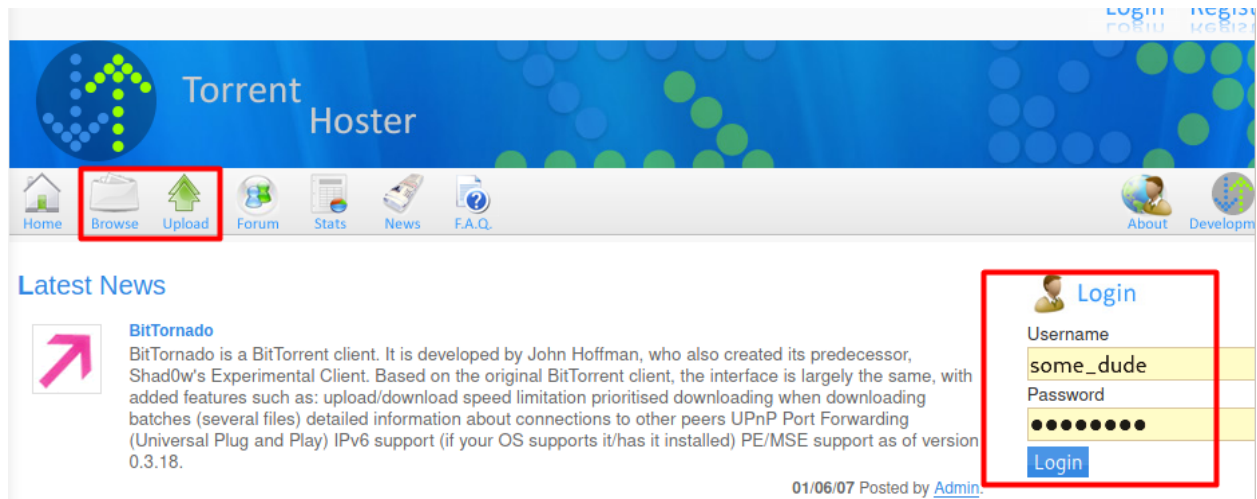 Login Regist
Torrent
Hoster
Home Browse Upload Forum Stats News F.A.Q. About Developm
Latest News
Login
BitTornado
Username
BitTornado is a BitTorrent client. It is developed by John Hoffman, who also created its predecessor,
some_dude
Shad0w's Experimental Client. Based on the original BitTorrent client, the interface is largely the same, with
Password
added features such as: upload/download speed limitation prioritised downloading when downloading
batches (several files) detailed information about connections to other peers UPnP Port Forwarding
●●●●●●●●
(Universal Plug and Play) IPv6 support (if your OS supports it/has it installed) PE/MSE support as of version
Login
0.3.18.
01/06/07 Posted by Admin.